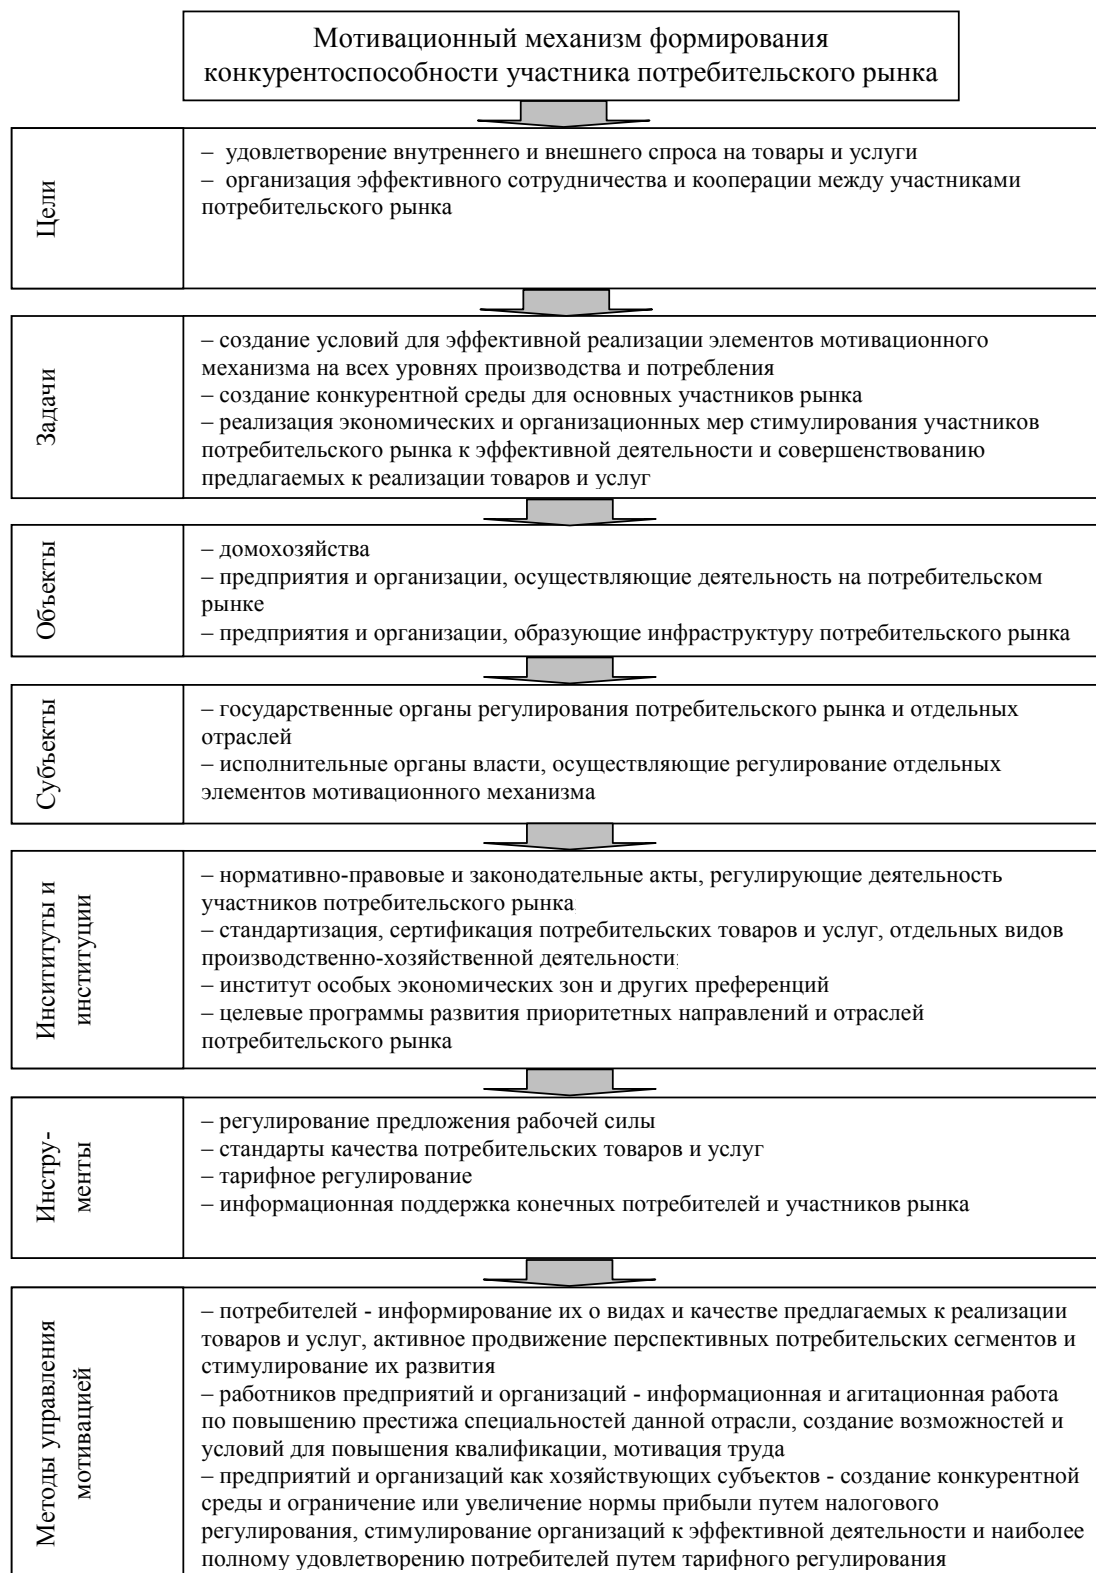 Мотивационный механизм формирования
конкурентоспособности участника потребительского рынка
Цели
– удовлетворение внутреннего и внешнего спроса на товары и услуги
– организация эффективного сотрудничества и кооперации между участниками
потребительского рынка
Задачи
– создание условий для эффективной реализации элементов мотивационного
механизма на всех уровнях производства и потребления
– создание конкурентной среды для основных участников рынка
– реализация экономических и организационных мер стимулирования участников
потребительского рынка к эффективной деятельности и совершенствованию
предлагаемых к реализации товаров и услуг
Объекты
– домохозяйства
– предприятия и организации, осуществляющие деятельность на потребительском
рынке
– предприятия и организации, образующие инфраструктуру потребительского рынка
Субъекты
– государственные органы регулирования потребительского рынка и отдельных
отраслей
– исполнительные органы власти, осуществляющие регулирование отдельных
элементов мотивационного механизма
Инситituты и
институции
– нормативно-правовые и законодательные акты, регулирующие деятельность
участников потребительского рынка
– стандартизация, сертификация потребительских товаров и услуг, отдельных видов
производственно-хозяйственной деятельности;
– институт особых экономических зон и других преференций
– целевые программы развития приоритетных направлений и отраслей
потребительского рынка
Инстру-
менты
– регулирование предложения рабочей силы
– стандарты качества потребительских товаров и услуг
– тарифное регулирование
– информационная поддержка конечных потребителей и участников рынка
Методы управления
мотивацией
– потребителей - информирование их о видах и качестве предлагаемых к реализации
товаров и услуг, активное продвижение перспективных потребительских сегментов и
стимулирование их развития
– работников предприятий и организаций - информационная и агитационная работа
по повышению престижа специальностей данной отрасли, создание возможностей и
условий для повышения квалификации, мотивация труда
– предприятий и организаций как хозяйствующих субъектов - создание конкурентной
среды и ограничение или увеличение нормы прибыли путем налогового
регулирования, стимулирование организаций к эффективной деятельности и наиболее
полному удовлетворению потребителей путем тарифного регулирования